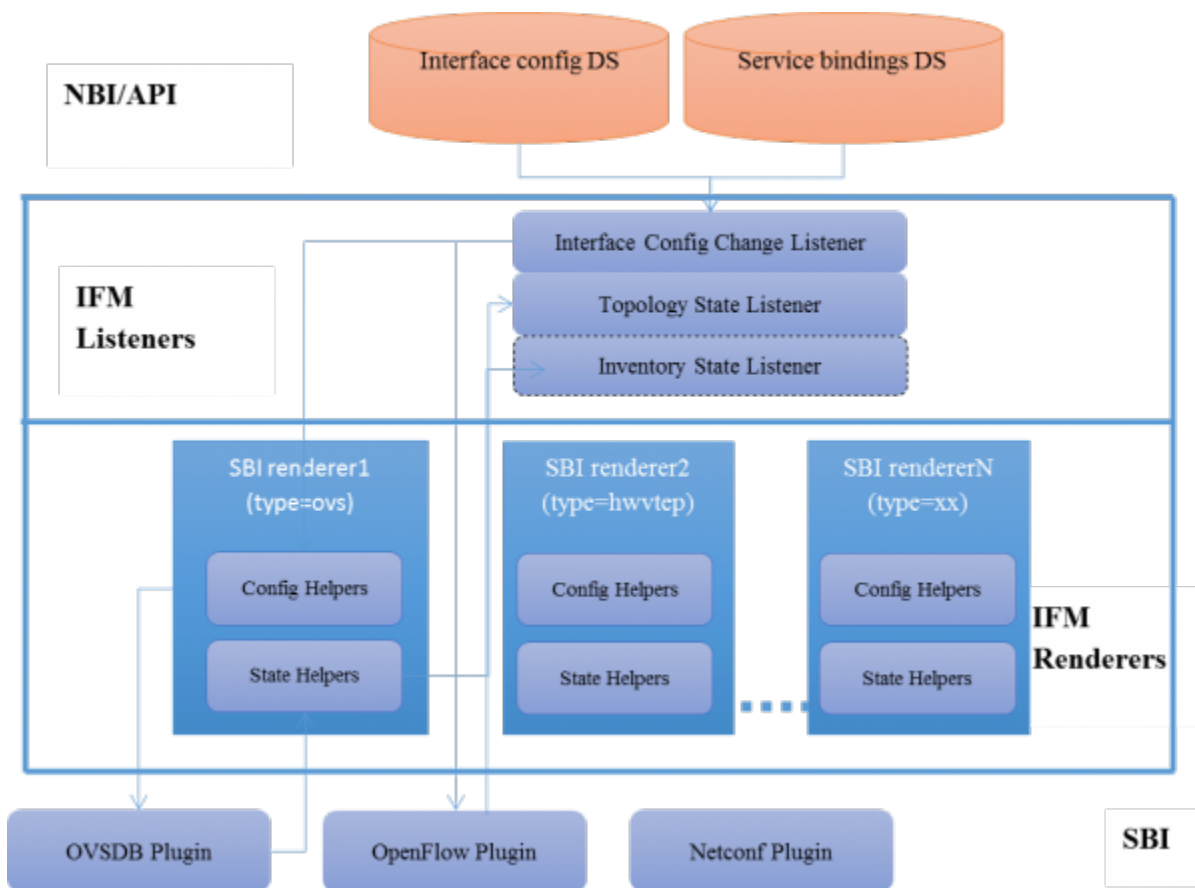 Interface config DS
Service bindings DS
NBI/API
Interface Config Change Listener
IFM
Listeners
Topology State Listener
Inventory State Listener
SBI renderer1
(type=ovs)
SBI renderer2
(type=hwvtep)
SBI rendererN
(type=xx)
Config Helpers
Config Helpers
Config Helpers
IFM
Renderers
State Helpers
State Helpers
State Helpers
OVSDB Plugin
OpenFlow Plugin
Netconf Plugin
SBI